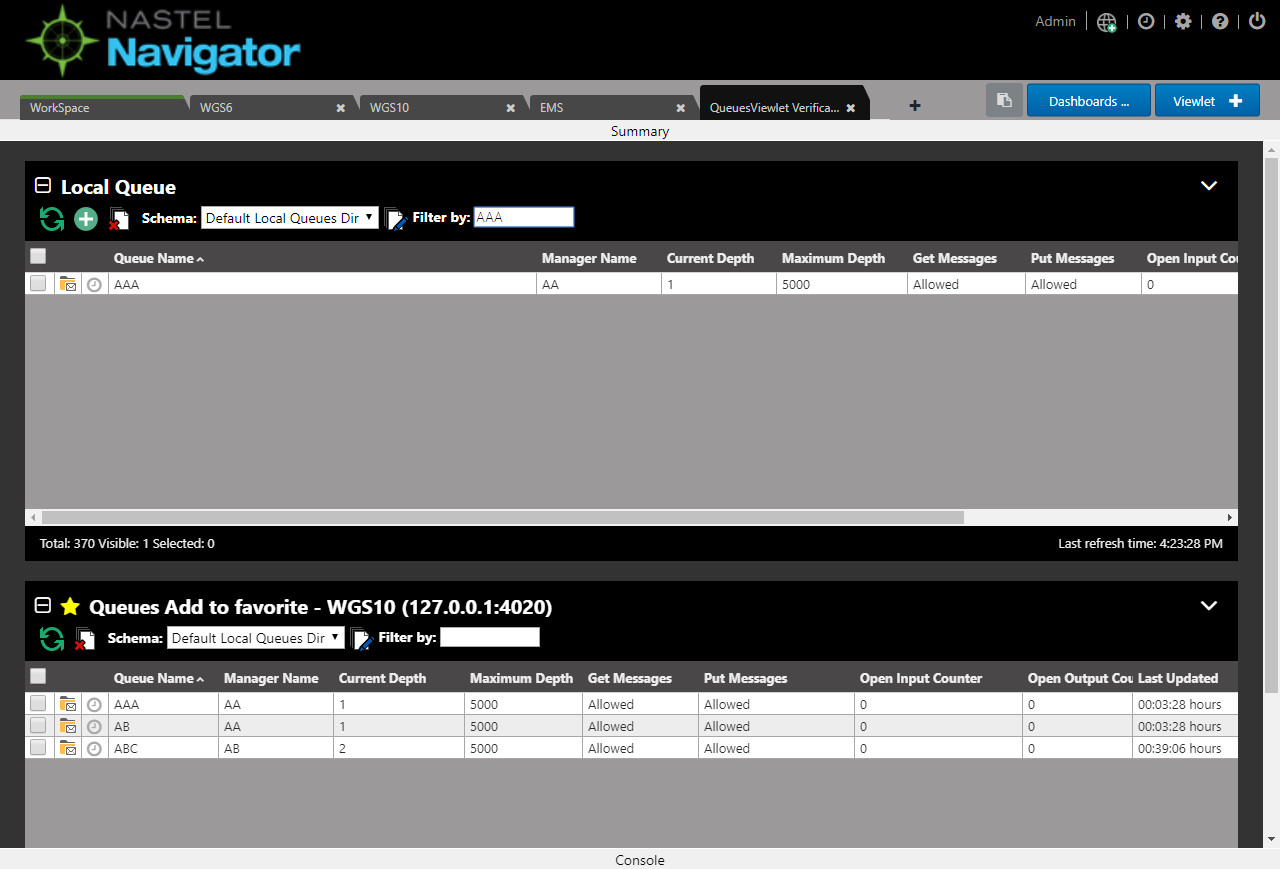 NASTEL
Navigator
Admin
WorkSpace WGS6 WGS10 EMS QueuesViewlet Verifica... Dashboards ... Viewlet
Summary
Local Queue
Schema: Default Local Queues Dir Filter by: AAA
Queue Name Manager Name Current Depth Maximum Depth Get Messages Put Messages Open Input Cou
AAA AA 1 5000 Allowed Allowed 0
Total: 370 Visible: 1 Selected: 0 Last refresh time: 4:23:28 PM
Queues Add to favorite - WGS10 (127.0.0.1:4020)
Schema: Default Local Queues Dir Filter by:
Queue Name Manager Name Current Depth Maximum Depth Get Messages Put Messages Open Input Counter Open Output Cou Last Updated
AAA AA 1 5000 Allowed Allowed 0 0 00:03:28 hours
AB AA 1 5000 Allowed Allowed 0 0 00:03:28 hours
ABC AB 2 5000 Allowed Allowed 0 0 00:39:06 hours
Console